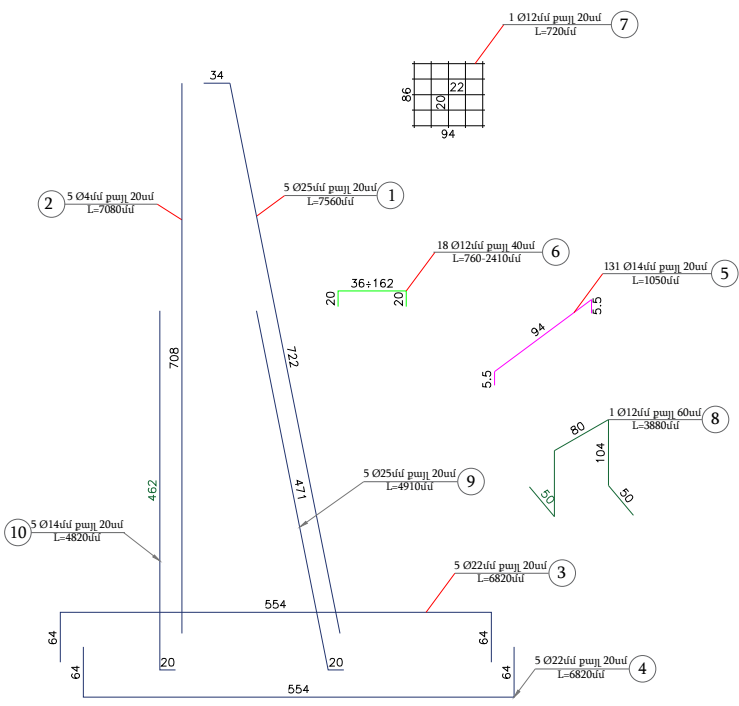 1 Ø12մմ քայլ 20սմ
L=720մմ
7
34
86
22
20
94
5 Ø25մմ քայլ 20սմ
L=7560մմ
1
2
5 Ø4մմ քայլ 20սմ
L=7080մմ
18 Ø12մմ քայլ 40սմ
L=760-2410մմ
6
36÷162
20
20
131 Ø14մմ քայլ 20սմ
L=1050մմ
5
5.5
94
5.5
708
722
1 Ø12մմ քայլ 60սմ
L=3880մմ
8
80
104
50
50
462
471
5 Ø25մմ քայլ 20սմ
L=4910մմ
9
10
5 Ø14մմ քայլ 20սմ
L=4820մմ
5 Ø22մմ քայլ 20սմ
L=6820մմ
3
554
64
64
20
20
64
64
5 Ø22մմ քայլ 20սմ
L=6820մմ
4
554